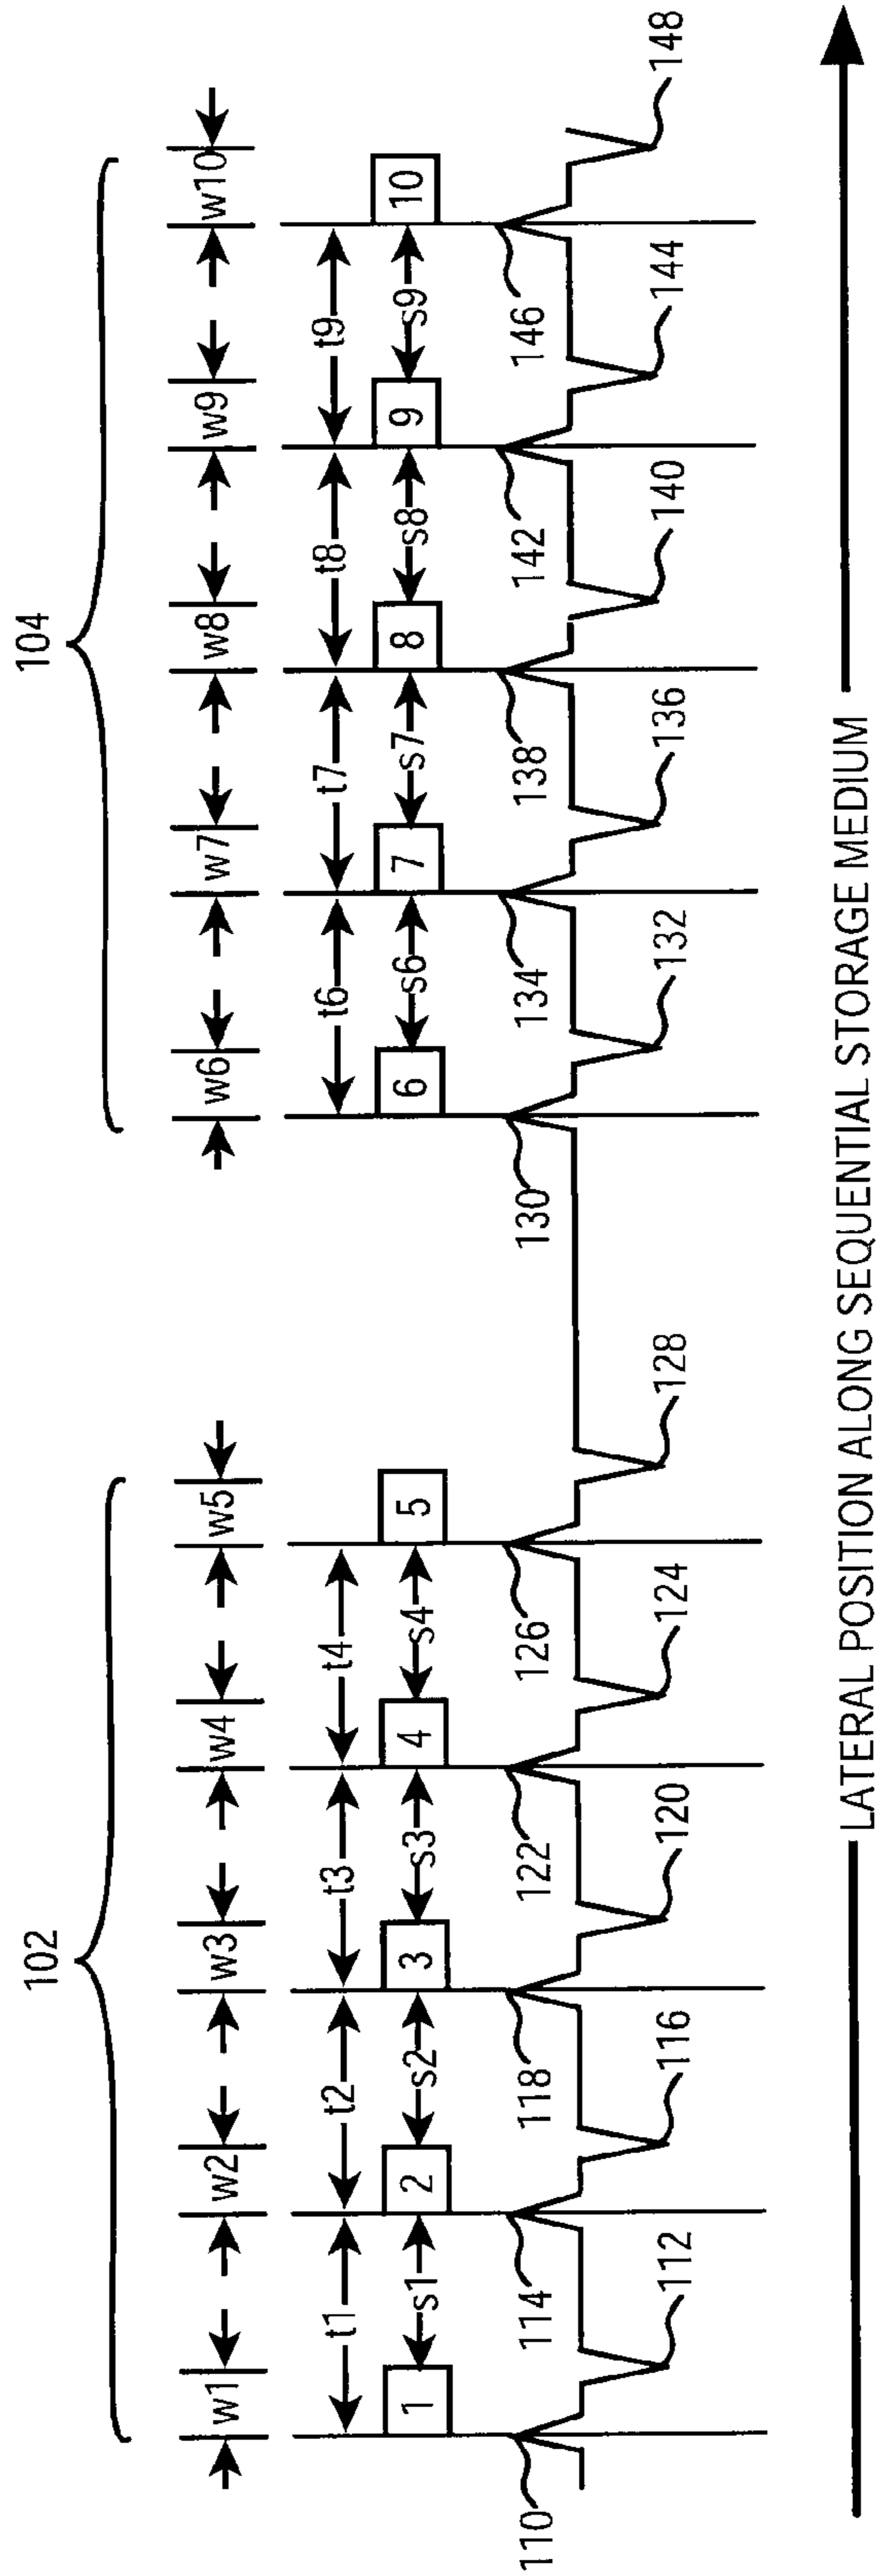 102 104
w1 w2 w3 w4 w5 w6 w7 w8 w9 w10
t1 t2 t3 t4 t6 t7 t8 t9
1 s1 2 s2 3 s3 4 s4 5 6 s6 7 s7 8 s8 9 s9 10
110 114 118 122 126 130 134 138 142 146
112 116 120 124 128 132 136 140 144 148
LATERAL POSITION ALONG SEQUENTIAL STORAGE MEDIUM